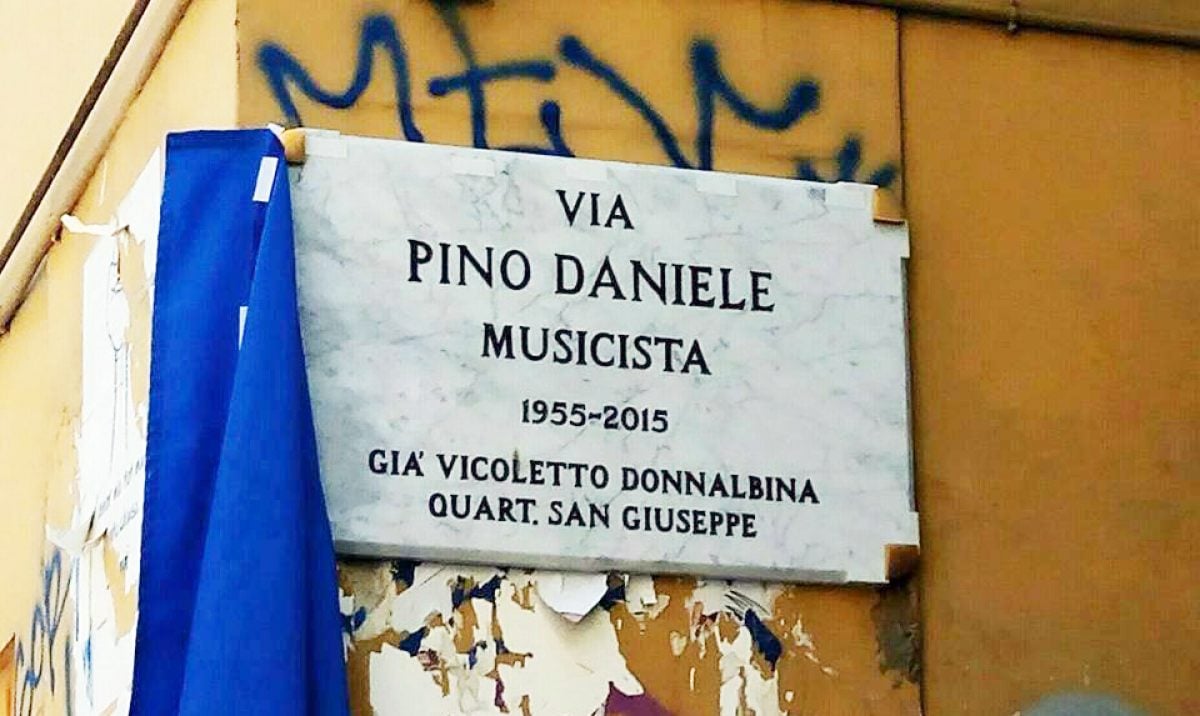 VIA
PINO DANIELE
MUSICISTA
1955-2015
GIA' VICOLETTO DONNALBINA
QUART. SAN GIUSEPPE